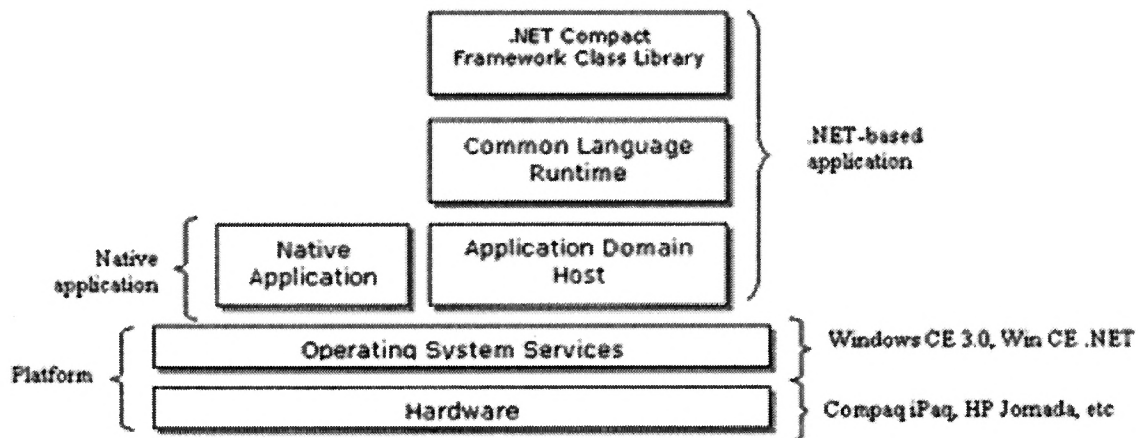 .NET Compact
Framework Class Library
Common Language
Runtime
.NET-based
application
Native
application
Native
Application
Application Domain
Host
Operating System Services
Windows CE 3.0, Win CE .NET
Platform
Hardware
Compaq iPaq, HP Jornada, etc